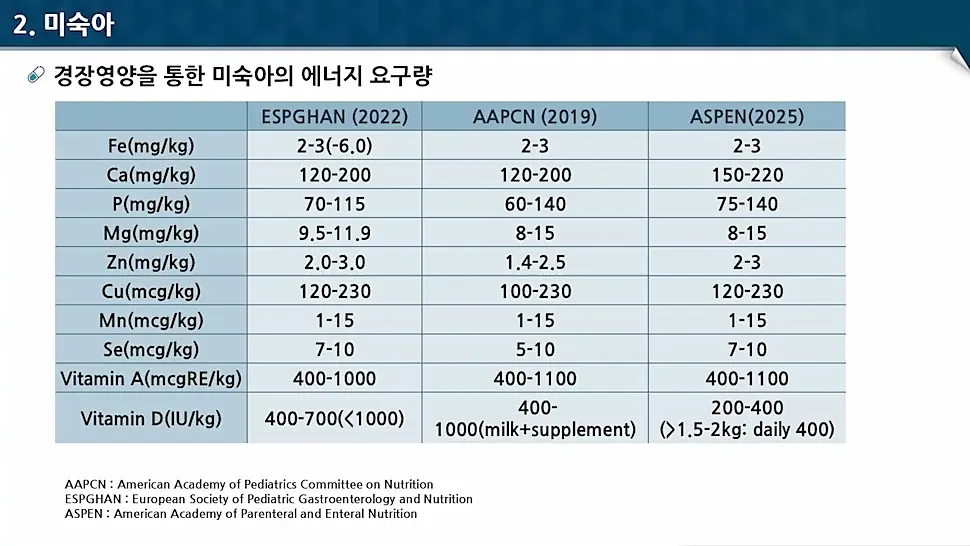 2. 미숙아
경장영양을 통한 미숙아의 에너지 요구량
ESPGHAN (2022) AAPCN (2019) ASPEN(2025)
Fe(mg/kg) 2-3(-6.0) 2-3 2-3
Ca(mg/kg) 120-200 120-200 150-220
P(mg/kg) 70-115 60-140 75-140
Mg(mg/kg) 9.5-11.9 8-15 8-15
Zn(mg/kg) 2.0-3.0 1.4-2.5 2-3
Cu(mcg/kg) 120-230 100-230 120-230
Mn(mcg/kg) 1-15 1-15 1-15
Se(mcg/kg) 7-10 5-10 7-10
Vitamin A(mcgRE/kg) 400-1000 400-1100 400-1100
Vitamin D(IU/kg) 400-700(<1000) 400-1000(milk+supplement) 200-400 (>1.5-2kg: daily 400)
AAPCN : American Academy of Pediatrics Committee on Nutrition
ESPGHAN : European Society of Pediatric Gastroenterology and Nutrition
ASPEN : American Academy of Parenteral and Enteral Nutrition